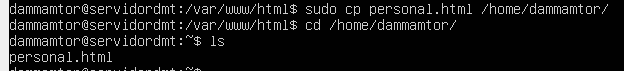 dammamtor@servidordmt:/var/www/html$ sudo cp personal.html /home/dammamtor/
dammamtor@servidordmt:/var/www/html$ cd /home/dammamtor/
dammamtor@servidordmt:~$ ls
personal.html